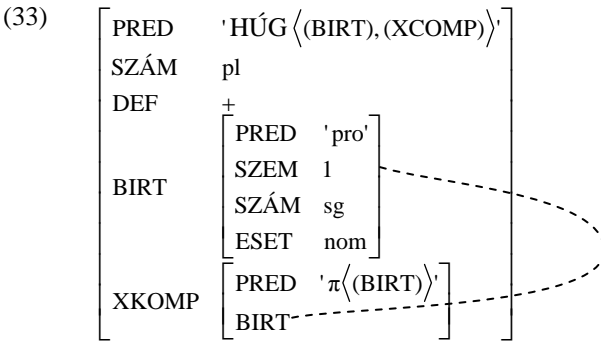 (33)
PRED 'HÚG⟨(BIRT),(XCOMP)⟩'
SZÁM pl
DEF +
BIRT
PRED 'pro'
SZEM 1
SZÁM sg
ESET nom
XKOMP
PRED 'π⟨(BIRT)⟩'
BIRT